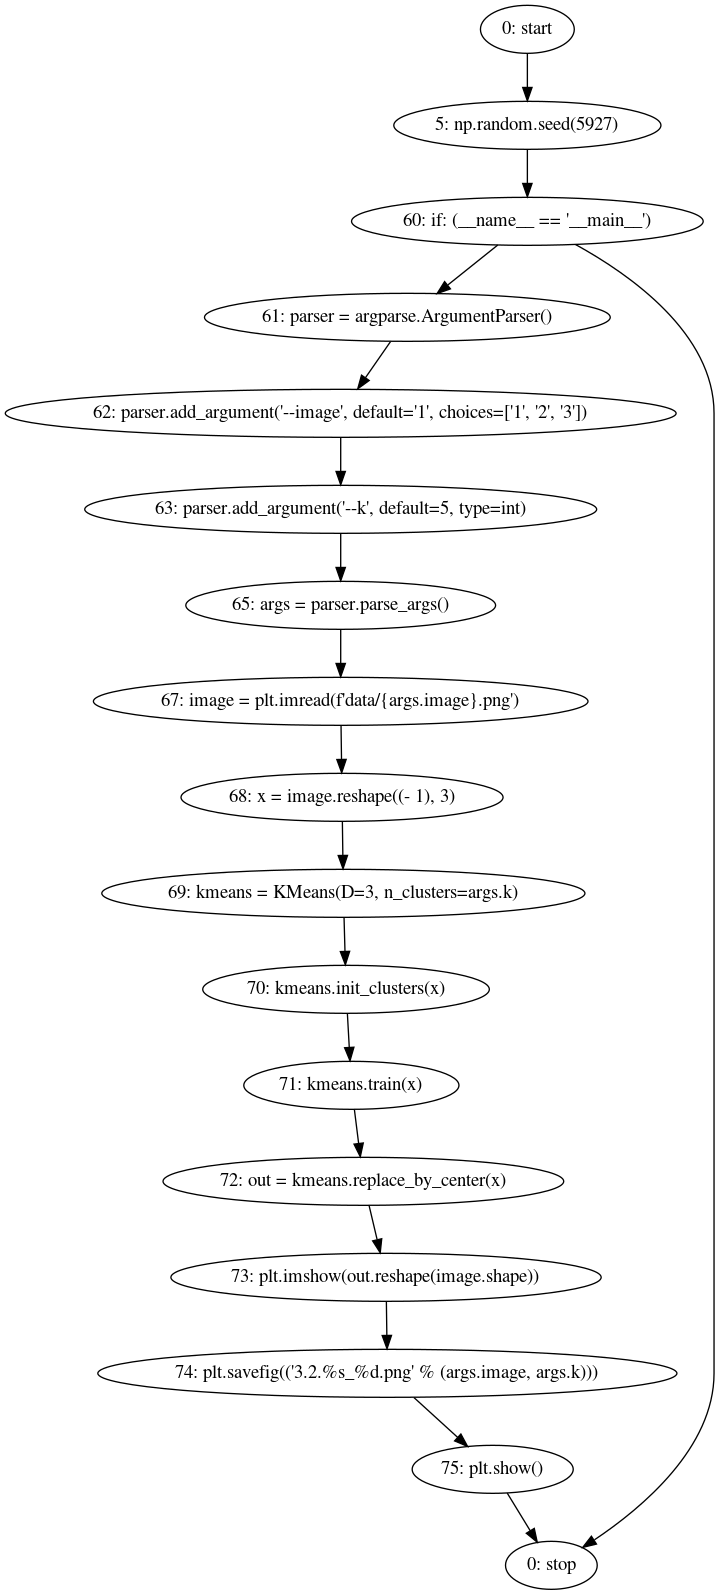 0: start
5: np.random.seed(5927)
60: if: (__name__ == '__main__')
61: parser = argparse.ArgumentParser()
62: parser.add_argument('--image', default='1', choices=['1', '2', '3'])
63: parser.add_argument('--k', default=5, type=int)
65: args = parser.parse_args()
67: image = plt.imread(f'data/{args.image}.png')
68: x = image.reshape((- 1), 3)
69: kmeans = KMeans(D=3, n_clusters=args.k)
70: kmeans.init_clusters(x)
71: kmeans.train(x)
72: out = kmeans.replace_by_center(x)
73: plt.imshow(out.reshape(image.shape))
74: plt.savefig(('3.2.%s_%d.png' % (args.image, args.k)))
75: plt.show()
0: stop